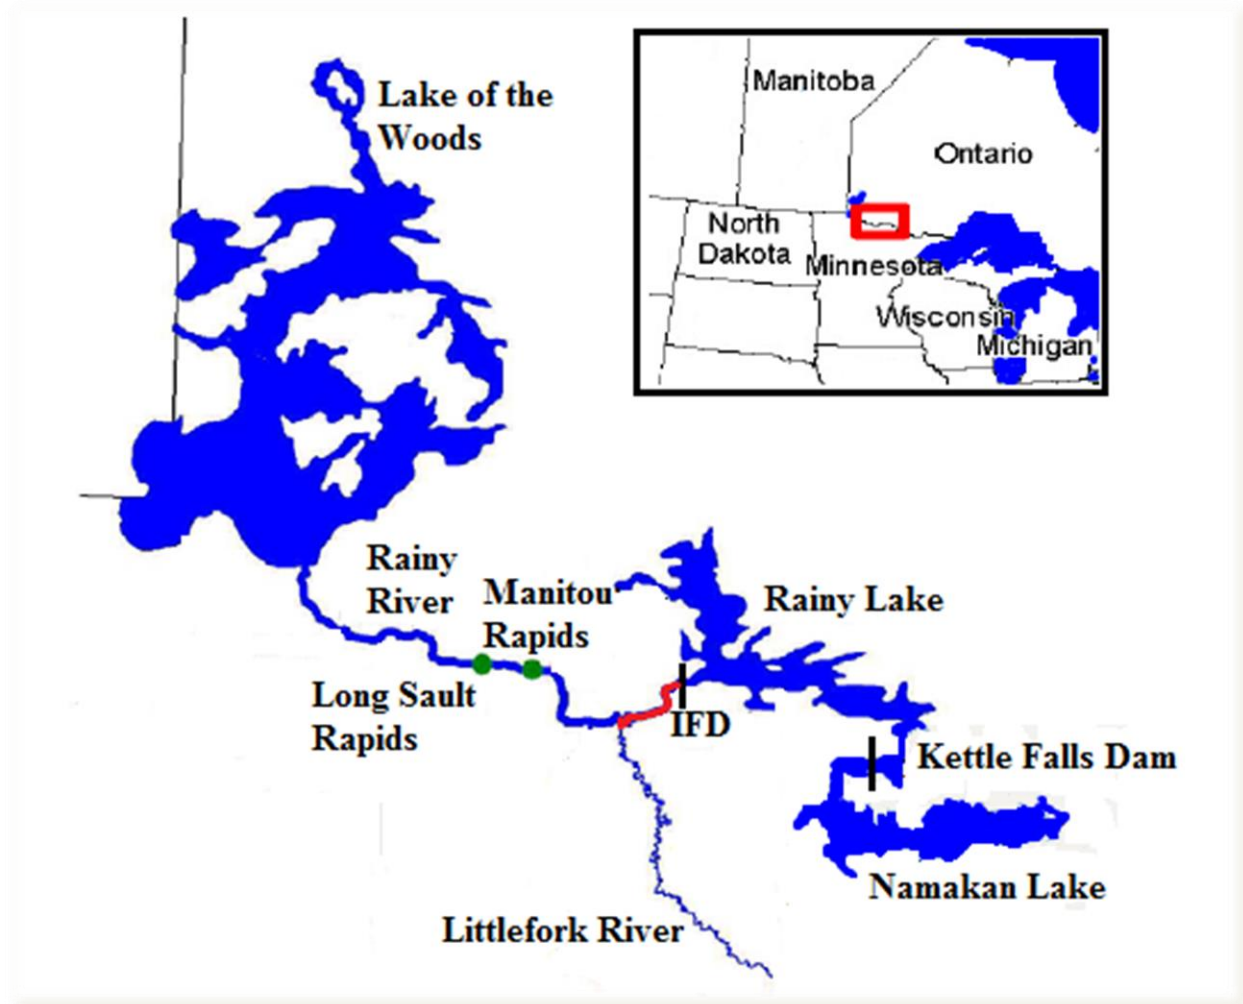 Lake of the
Woods
Manitoba
Ontario
North
Dakota
Minnesota
Wisconsin
Michigan
Rainy
River
Manitou
Rapids
Rainy Lake
Long Sault
Rapids
IFD
Kettle Falls Dam
Namakan Lake
Littlefork River